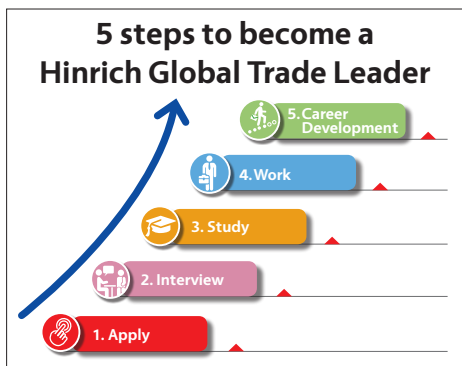 5 steps to become a
Hinrich Global Trade Leader
5. Career
Development
4. Work
3. Study
2. Interview
1. Apply